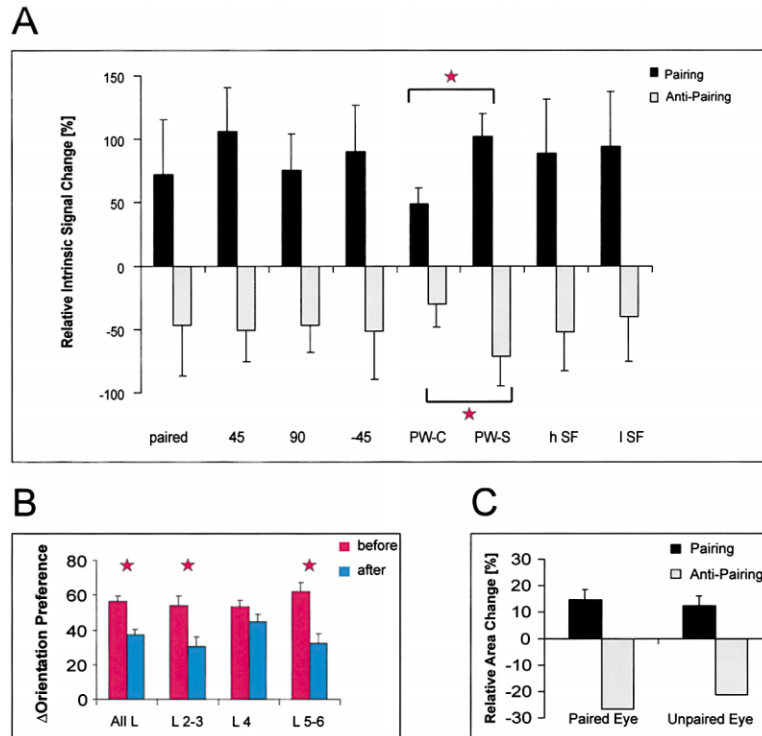 A
Relative Intrinsic Signal Change [%]
150
100
50
0
-50
-100
Pairing
Anti-Pairing
paired 45 90 -45 PW-C PW-S h SF l SF
B
ΔOrientation Preference
80
60
40
20
0
before
after
All L L 2-3 L 4 L 5-6
C
Relative Area Change [%]
30
20
10
0
-10
-20
-30
Pairing
Anti-Pairing
Paired Eye Unpaired Eye